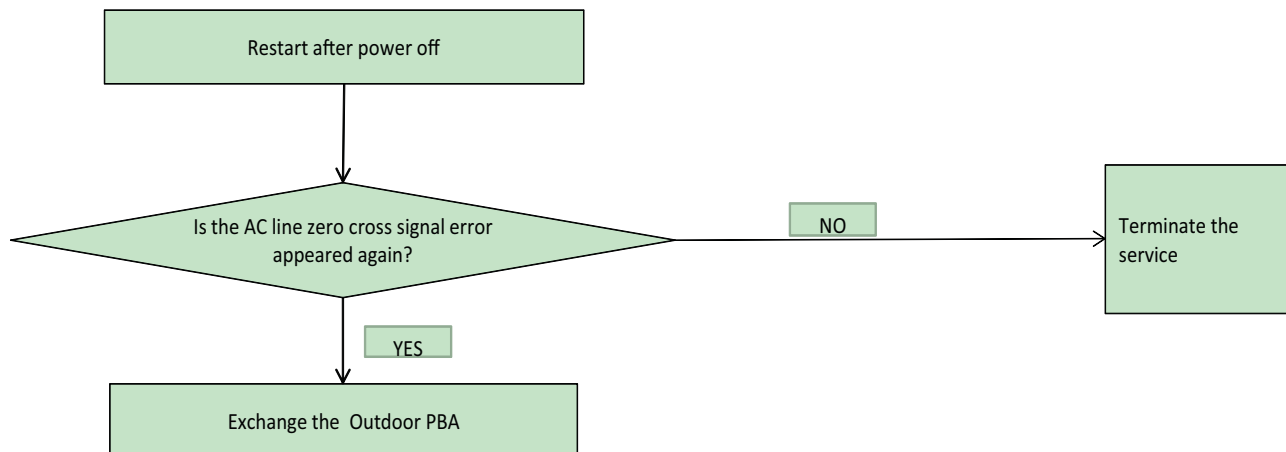 Restart after power off
Is the AC line zero cross signal error
appeared again?
NO
Terminate the
service
YES
Exchange the  Outdoor PBA